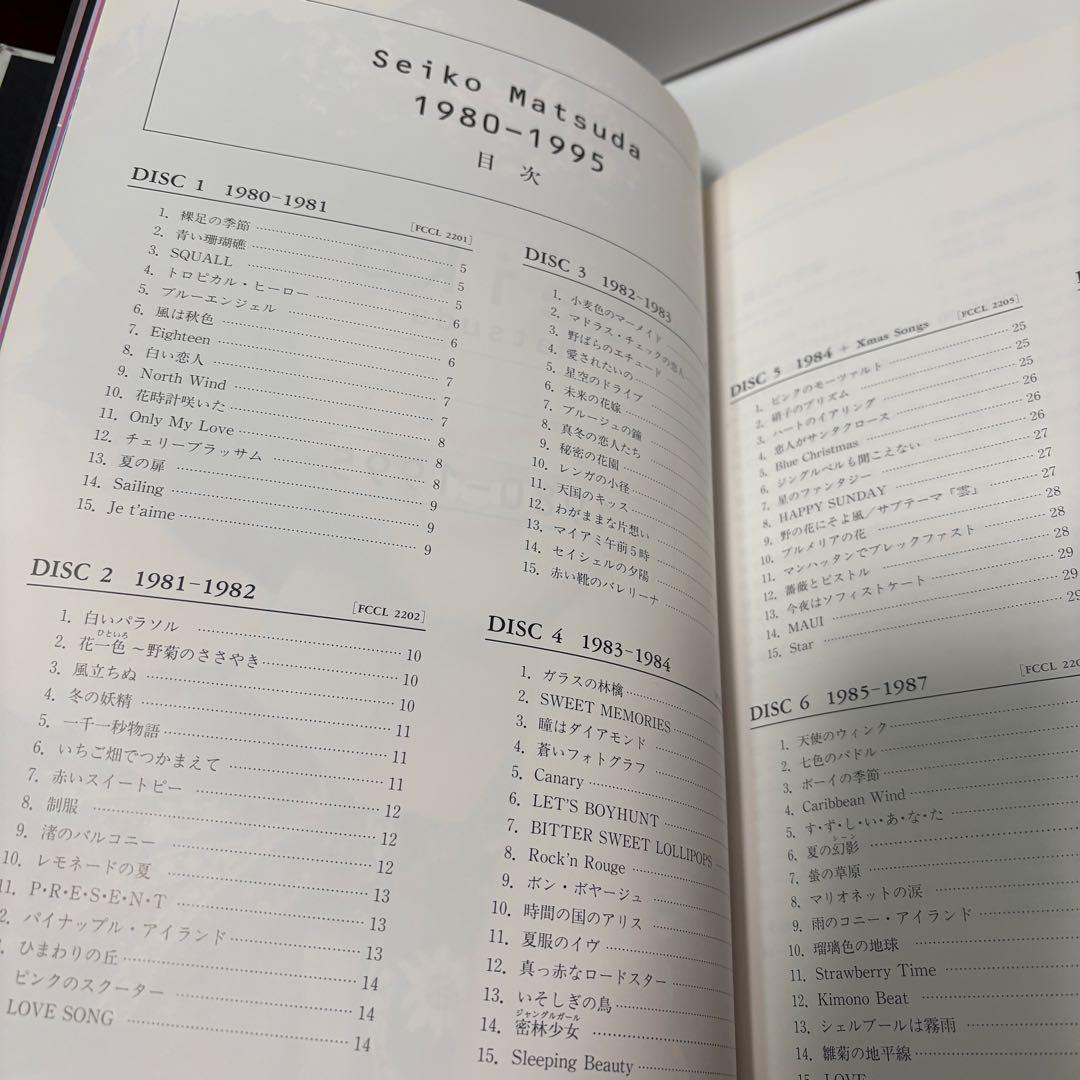 Seiko Matsuda
1980-1995
目 次
DISC 1 1980-1981 [FCCL 2201]
1. 裸足の季節 5
2. 青い珊瑚礁 5
3. SQUALL 5
4. トロピカル・ヒーロー 6
5. ブルーエンジェル 6
6. 風は秋色 6
7. Eighteen 7
8. 白い恋人 7
9. North Wind 7
10. 花時計咲いた 8
11. Only My Love 8
12. チェリーブラッサム 8
13. 夏の扉 9
14. Sailing 9
15. Je t'aime 9
DISC 2 1981-1982 [FCCL 2202]
1. 白いパラソル 10
2. 花一色 ~野菊のささやき 10
ひといろ
3. 風立ちぬ 10
4. 冬の妖精 11
5. 一千一秒物語 11
6. いちご畑でつかまえて 11
7. 赤いスイートピー 12
8. 制服 12
9. 渚のバルコニー 12
10. レモネードの夏 13
11. P・R・E・S・E・N・T 13
2. パイナップル・アイランド 13
ひまわりの丘 14
ピンクのスクーター 14
LOVE SONG 14
DISC 3 1982-1983
1. 小麦色のマーメイド
2. マドラス・チェックの恋人
3. 野ばらのエチュード
4. 愛されたいの
5. 星空のドライブ
6. 未来の花嫁
7. ブルージュの鐘
8. 真冬の恋人たち
9. 秘密の花園
10. レンガの小径
11. 天国のキッス
12. わがままな片想い
13. マイアミ午前5時
14. セイシェルの夕陽
15. 赤い靴のバレリーナ
DISC 4 1983-1984
1. ガラスの林檎
2. SWEET MEMORIES
3. 瞳はダイアモンド
4. 蒼いフォトグラフ
5. Canary
6. LET'S BOYHUNT
7. BITTER SWEET LOLLIPOPS
8. Rock'n Rouge
9. ボン・ボヤージュ
10. 時間の国のアリス
11. 夏服のイヴ
12. 真っ赤なロードスター
13. いそしぎの島
ジャングルガール
14. 密林少女
15. Sleeping Beauty
DISC 5 1984 + Xmas Songs [FCCL 2205]
1. ピンクのモーツァルト 25
2. 硝子のプリズム 25
3. ハートのイアリング 26
4. 恋人がサンタクロース 26
5. Blue Christmas 27
6. ジングルベルも聞こえない 27
7. 星のファンタジー 27
8. HAPPY SUNDAY 28
9. 野の花にそよ風/サブテーマ「雲」 28
10. プルメリアの花 28
11. マンハッタンでブレックファスト 29
12. 薔薇とピストル 29
13. 今夜はソフィストケート 29
14. MAUI
15. Star
DISC 6 1985-1987 [FCCL
1. 天使のウィンク
2. 七色のパドル
3. ボーイの季節
4. Caribbean Wind
5. す・ず・し・い・あ・な・た
シーン
6. 夏の幻影
7. 蛍の草原
8. マリオネットの涙
9. 雨のコニー・アイランド
10. 瑠璃色の地球
11. Strawberry Time
12. Kimono Beat
13. シェルブールは霧雨
14. 雛菊の地平線
15. LOVE